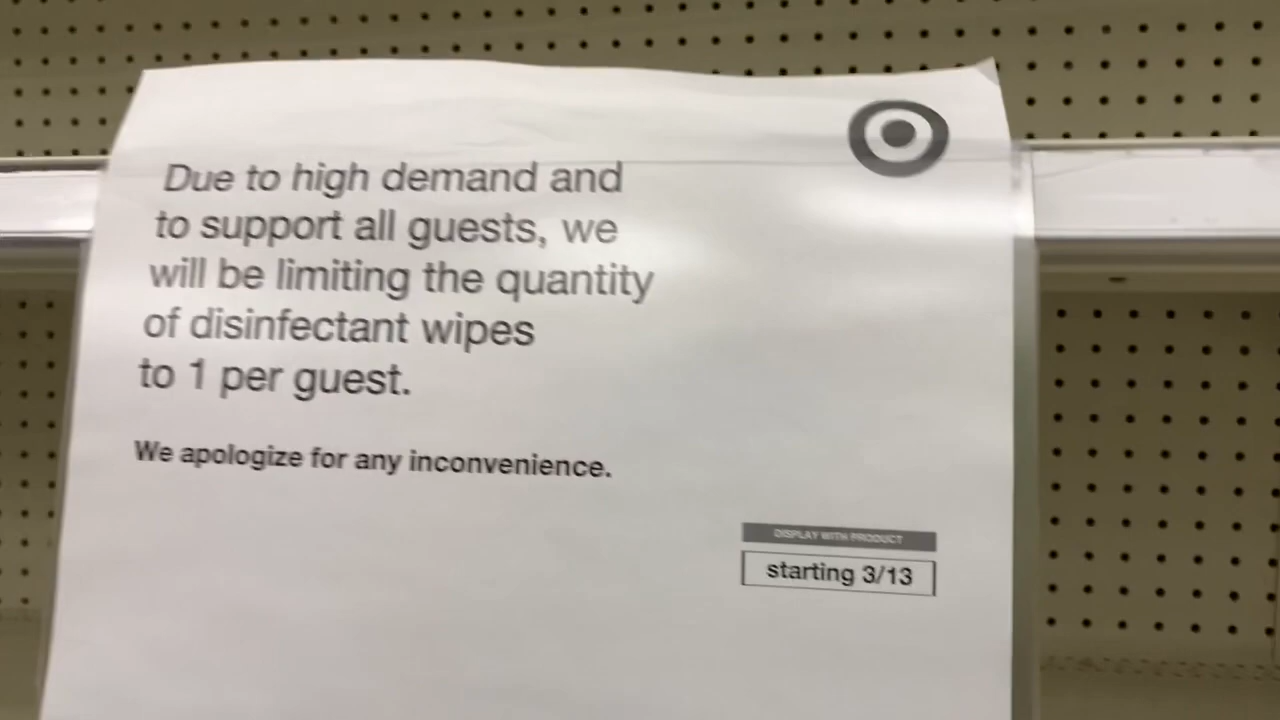 Due to high demand and
to support all guests, we
will be limiting the quantity
of disinfectant wipes
to 1 per guest.
We apologize for any inconvenience.
DISPLAY WITH PRODUCT
starting 3/13